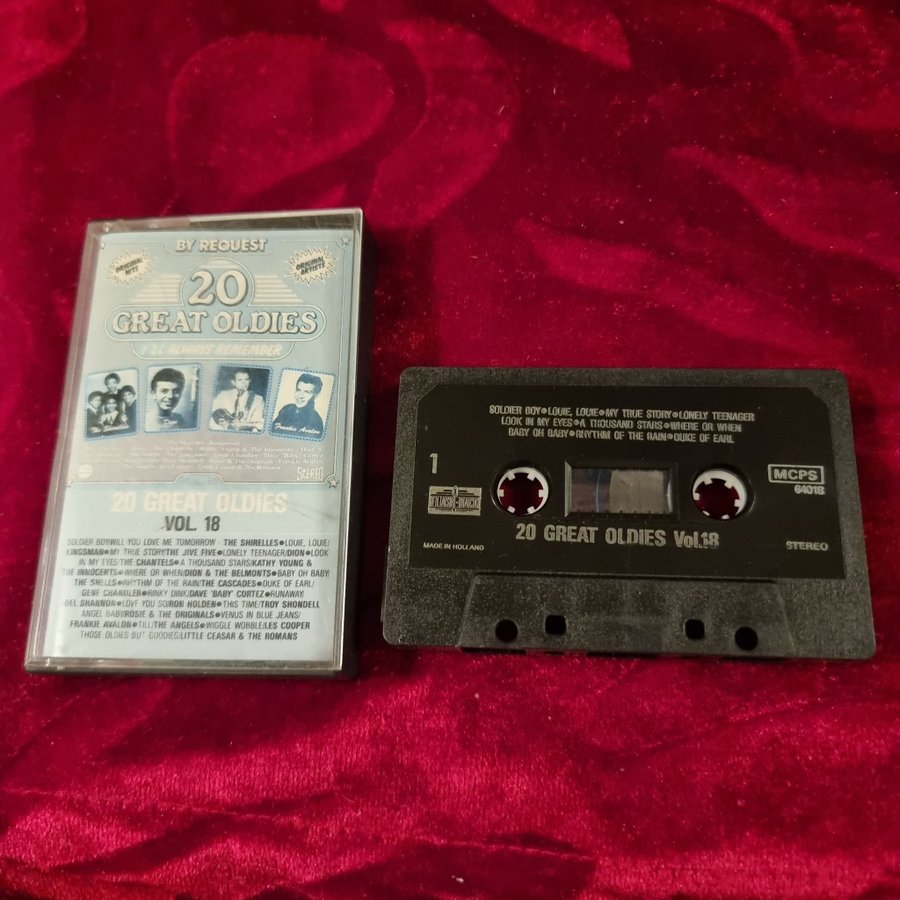 BY REQUEST
ORIGINAL HITS
ORIGINAL ARTISTS
20
GREAT OLDIES
I'LL ALWAYS REMEMBER
Frankie Avalon
STEREO
20 GREAT OLDIES
VOL. 18
SOLDIER BOY/WILL YOU LOVE ME TOMORROW - THE SHIRELLES●LOUIE, LOUIE/
KINGSMAN●MY TRUE STORY/THE JIVE FIVE●LONELY TEENAGER/DION●LOOK
IN MY EYES/THE CHANTELS●A THOUSAND STARS/KATHY YOUNG &
THE INNOCENTS●WHERE OR WHEN/DION & THE BELMONTS●BABY OH BABY/
THE SHELLS●RHYTHM OF THE RAIN/THE CASCADES●DUKE OF EARL/
GENE CHANDLER●RINKY DINK/DAVE 'BABY' CORTEZ●RUNAWAY/
DEL SHANNON●LOVE YOU SO/RON HOLDEN●THIS TIME/TROY SHONDELL
ANGEL BABY/ROSIE & THE ORIGINALS●VENUS IN BLUE JEANS/
FRANKIE AVALON●TILL/THE ANGELS●WIGGLE WOBBLE/LES COOPER
THOSE OLDIES BUT GOODIES/LITTLE CEASAR & THE ROMANS
SOLDIER BOY●LOUIE, LOUIE●MY TRUE STORY●LONELY TEENAGER
LOOK IN MY EYES●A THOUSAND STARS●WHERE OR WHEN
BABY OH BABY●RHYTHM OF THE RAIN●DUKE OF EARL
1
MCPS
64018
20 GREAT OLDIES Vol.18
MADE IN HOLLAND
STEREO